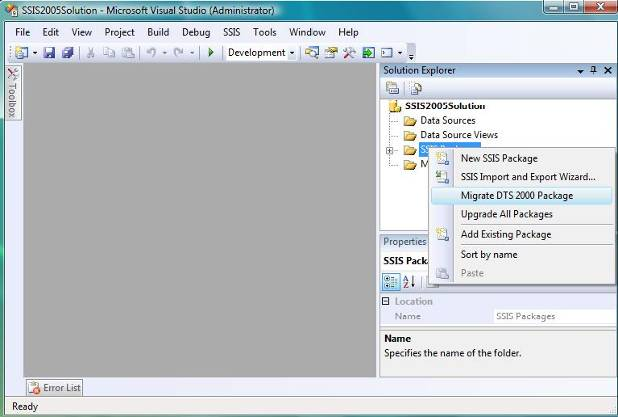 SSIS2005Solution - Microsoft Visual Studio (Administrator)
File Edit View Project Build Debug SSIS Tools Window Help
Development
Toolbox
Solution Explorer
SSIS2005Solution
Data Sources
Data Source Views
New SSIS Package
SSIS Import and Export Wizard...
Migrate DTS 2000 Package
Upgrade All Packages
Add Existing Package
Sort by name
Paste
Properties
SSIS Pack
Location
Name SSIS Packages
Name
Specifies the name of the folder.
Error List
Ready